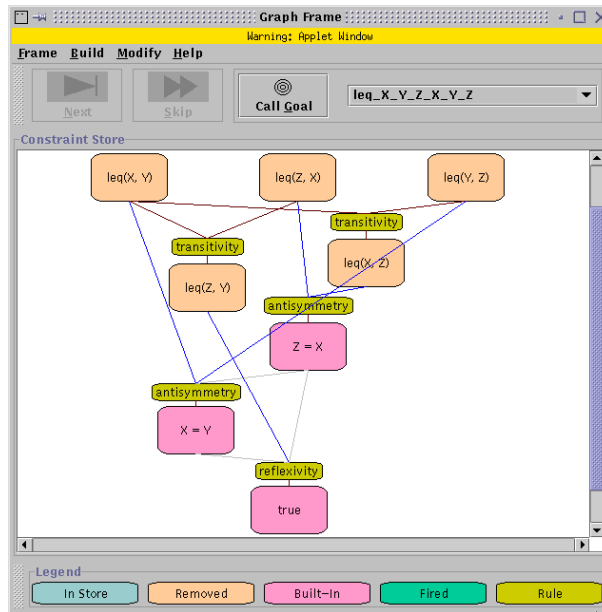 Graph Frame
Warning: Applet Window
Frame Build Modify Help
Next
Skip
Call Goal
leq_X_Y_Z_X_Y_Z
Constraint Store
leq(X, Y)
leq(Z, X)
leq(Y, Z)
transitivity
transitivity
leq(X, Z)
leq(Z, Y)
antisymmetry
Z = X
antisymmetry
X = Y
reflexivity
true
Legend
In Store
Removed
Built-In
Fired
Rule